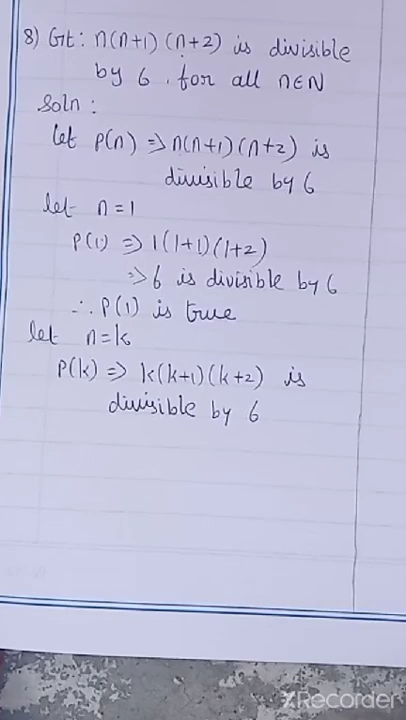 8) Gt: n(n+1)(n+2) is divisible
by 6 . for all n∈N
Soln :
let p(n) => n(n+1)(n+2) is
divisible by 6
let n=1
P(1) => 1(1+1)(1+2)
=> 6 is divisible by 6
∴ P(1) is true
let n=k
P(k) => k(k+1)(k+2) is
divisible by 6
XRecorder